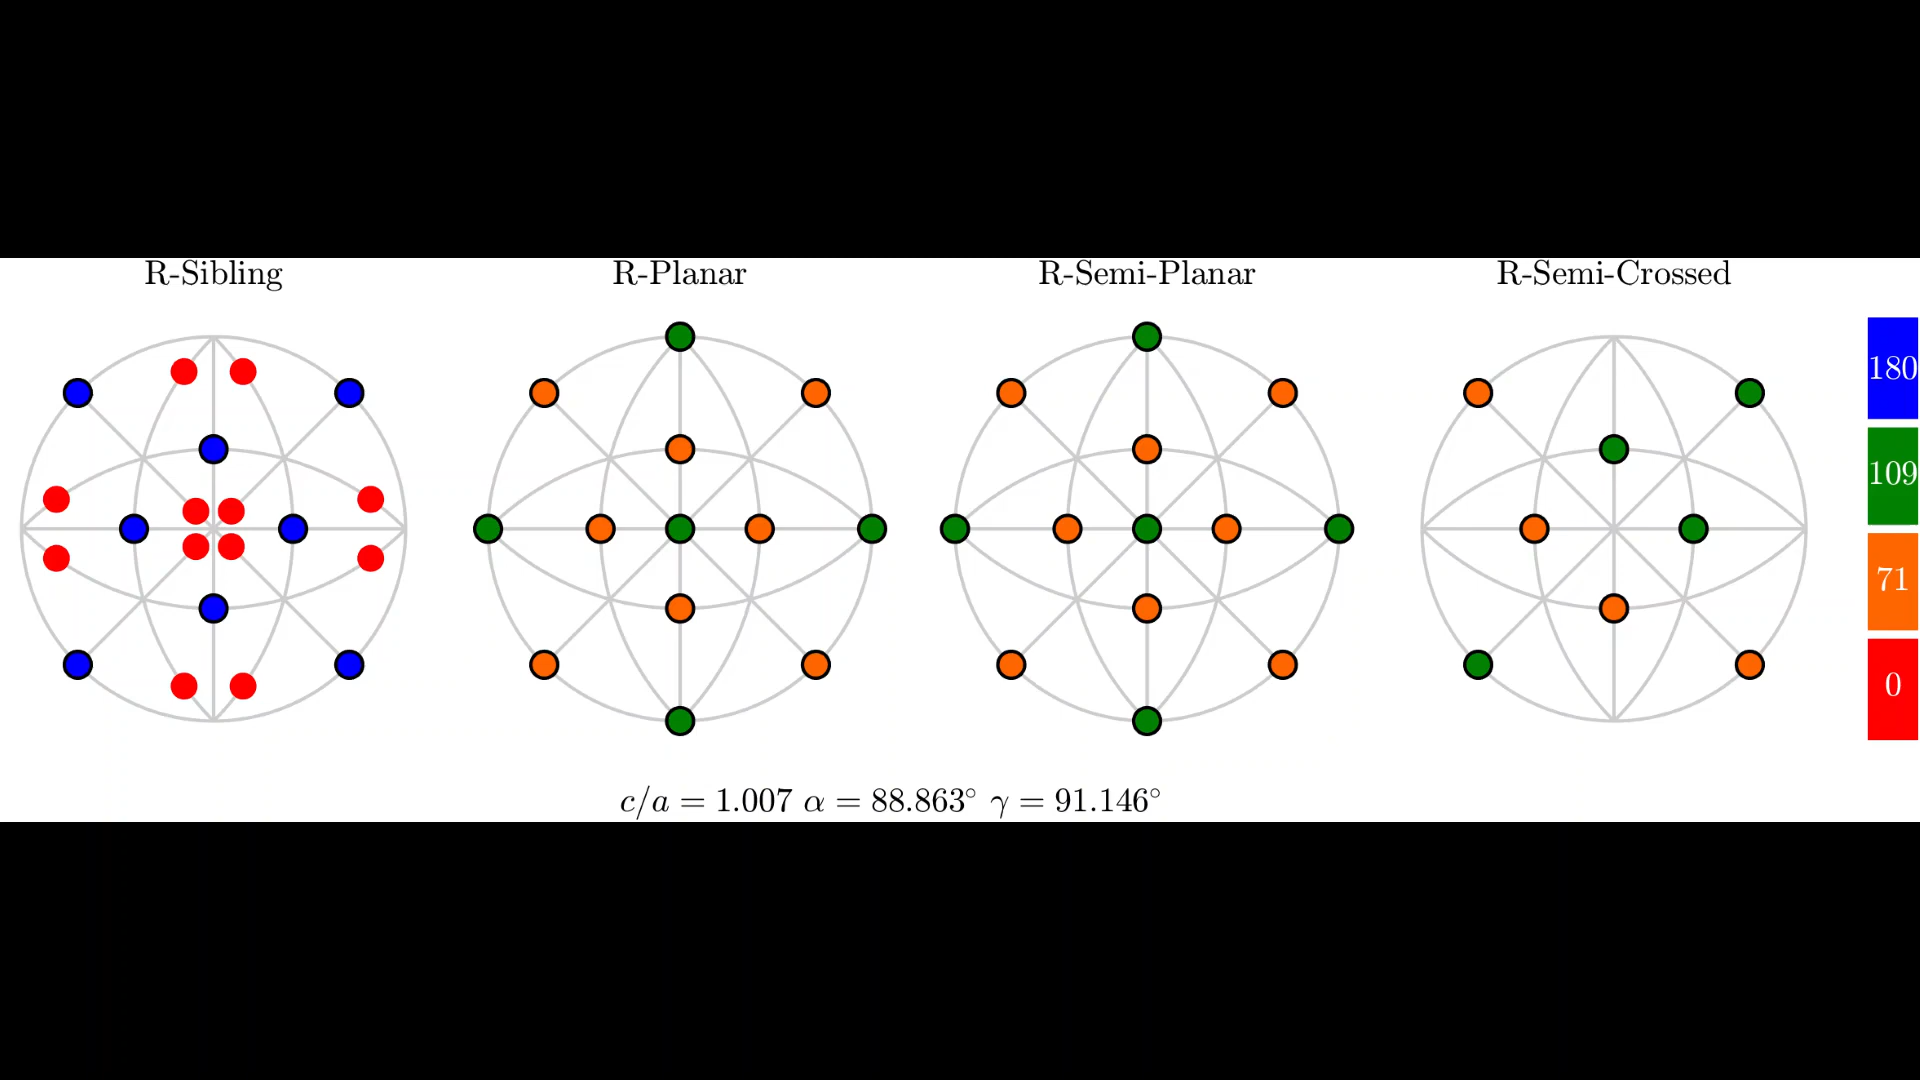 R-Sibling
R-Planar
R-Semi-Planar
R-Semi-Crossed
180
109
71
0
c/a = 1.007 α = 88.863° γ = 91.146°